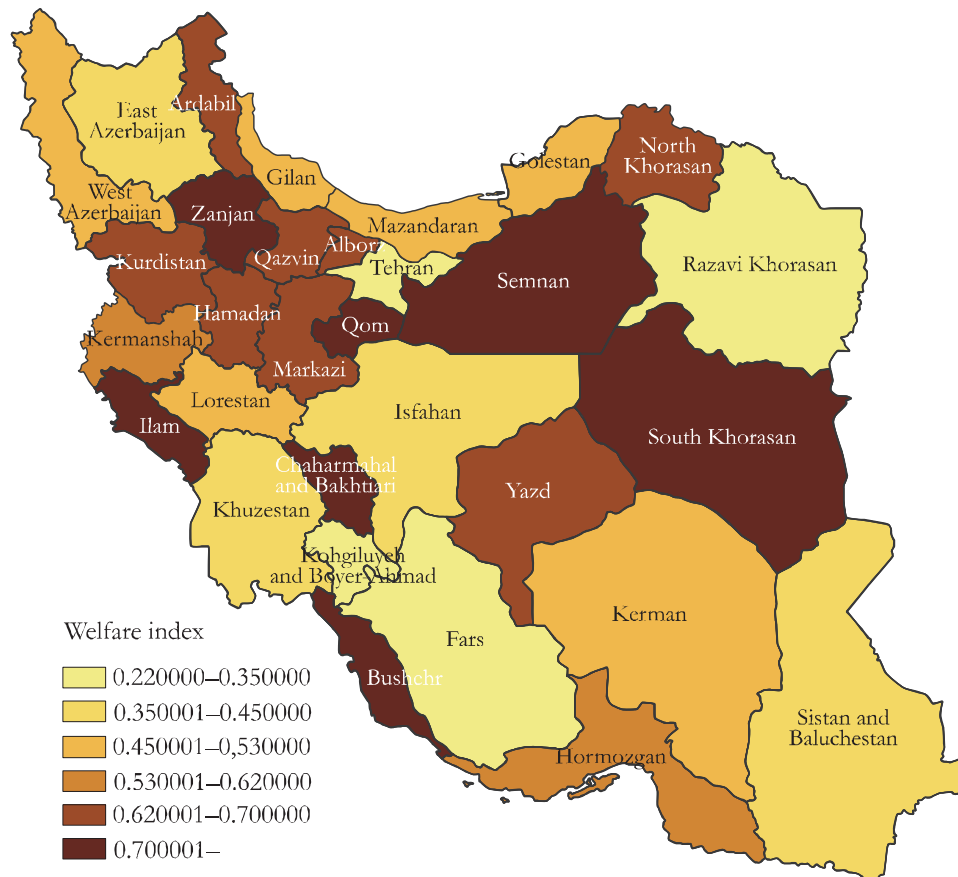 Ardabil
East
Azerbaijan
North
Khorasan
Golestan
Gilan
West
Azerbaijan
Zanjan
Mazandaran
Alborz
Qazvin
Kurdistan
Tehran
Razavi Khorasan
Semnan
Hamadan
Qom
Kermanshah
Markazi
Lorestan
Isfahan
Ilam
South Khorasan
Chaharmahal
and Bakhtiari
Yazd
Khuzestan
Kohgiluyeh
and Boyer-Ahmad
Kerman
Fars
Bushehr
Sistan and
Baluchestan
Hormozgan
Welfare index
0.220000–0.350000
0.350001–0.450000
0.450001–0,530000
0.530001–0.620000
0.620001–0.700000
0.700001–